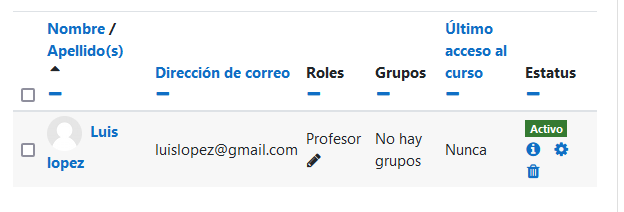 Nombre / Apellido(s)
Dirección de correo
Roles
Grupos
Último acceso al curso
Estatus
Luis lopez
luislopez@gmail.com
Profesor
No hay grupos
Nunca
Activo